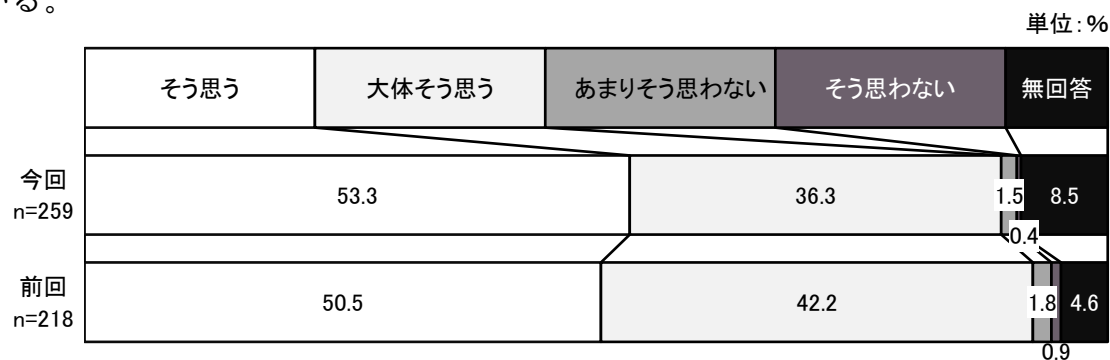 いる。
単位：%
そう思う 大体そう思う あまりそう思わない そう思わない 無回答
今回
n=259
53.3 36.3 1.5 0.4 8.5
前回
n=218
50.5 42.2 1.8 0.9 4.6